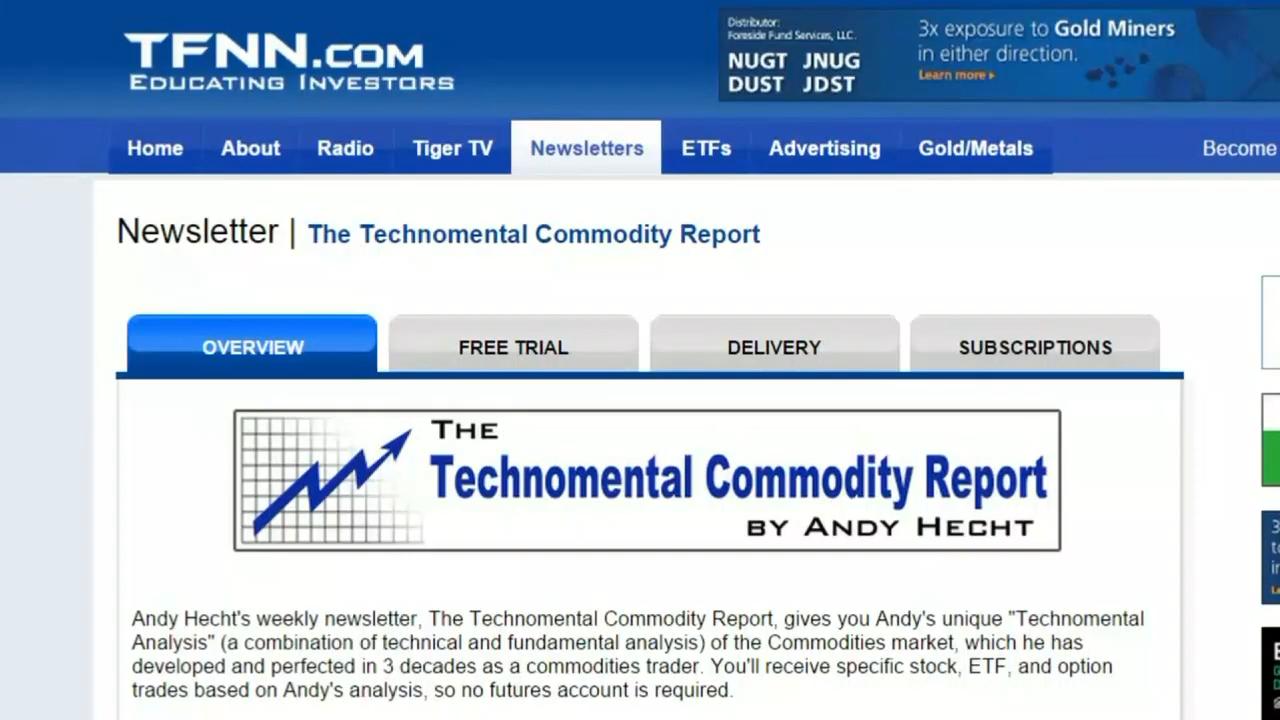 TFNN.COM
EDUCATING INVESTORS
Distributor:
Foreside Fund Services, LLC.
NUGT JNUG
DUST JDST
3x exposure to Gold Miners
in either direction.
Learn more
Home About Radio Tiger TV Newsletters ETFs Advertising Gold/Metals Become
Newsletter | The Technomental Commodity Report
OVERVIEW FREE TRIAL DELIVERY SUBSCRIPTIONS
THE
Technomental Commodity Report
BY ANDY HECHT
Andy Hecht's weekly newsletter, The Technomental Commodity Report, gives you Andy's unique "Technomental
Analysis" (a combination of technical and fundamental analysis) of the Commodities market, which he has
developed and perfected in 3 decades as a commodities trader. You'll receive specific stock, ETF, and option
trades based on Andy's analysis, so no futures account is required.